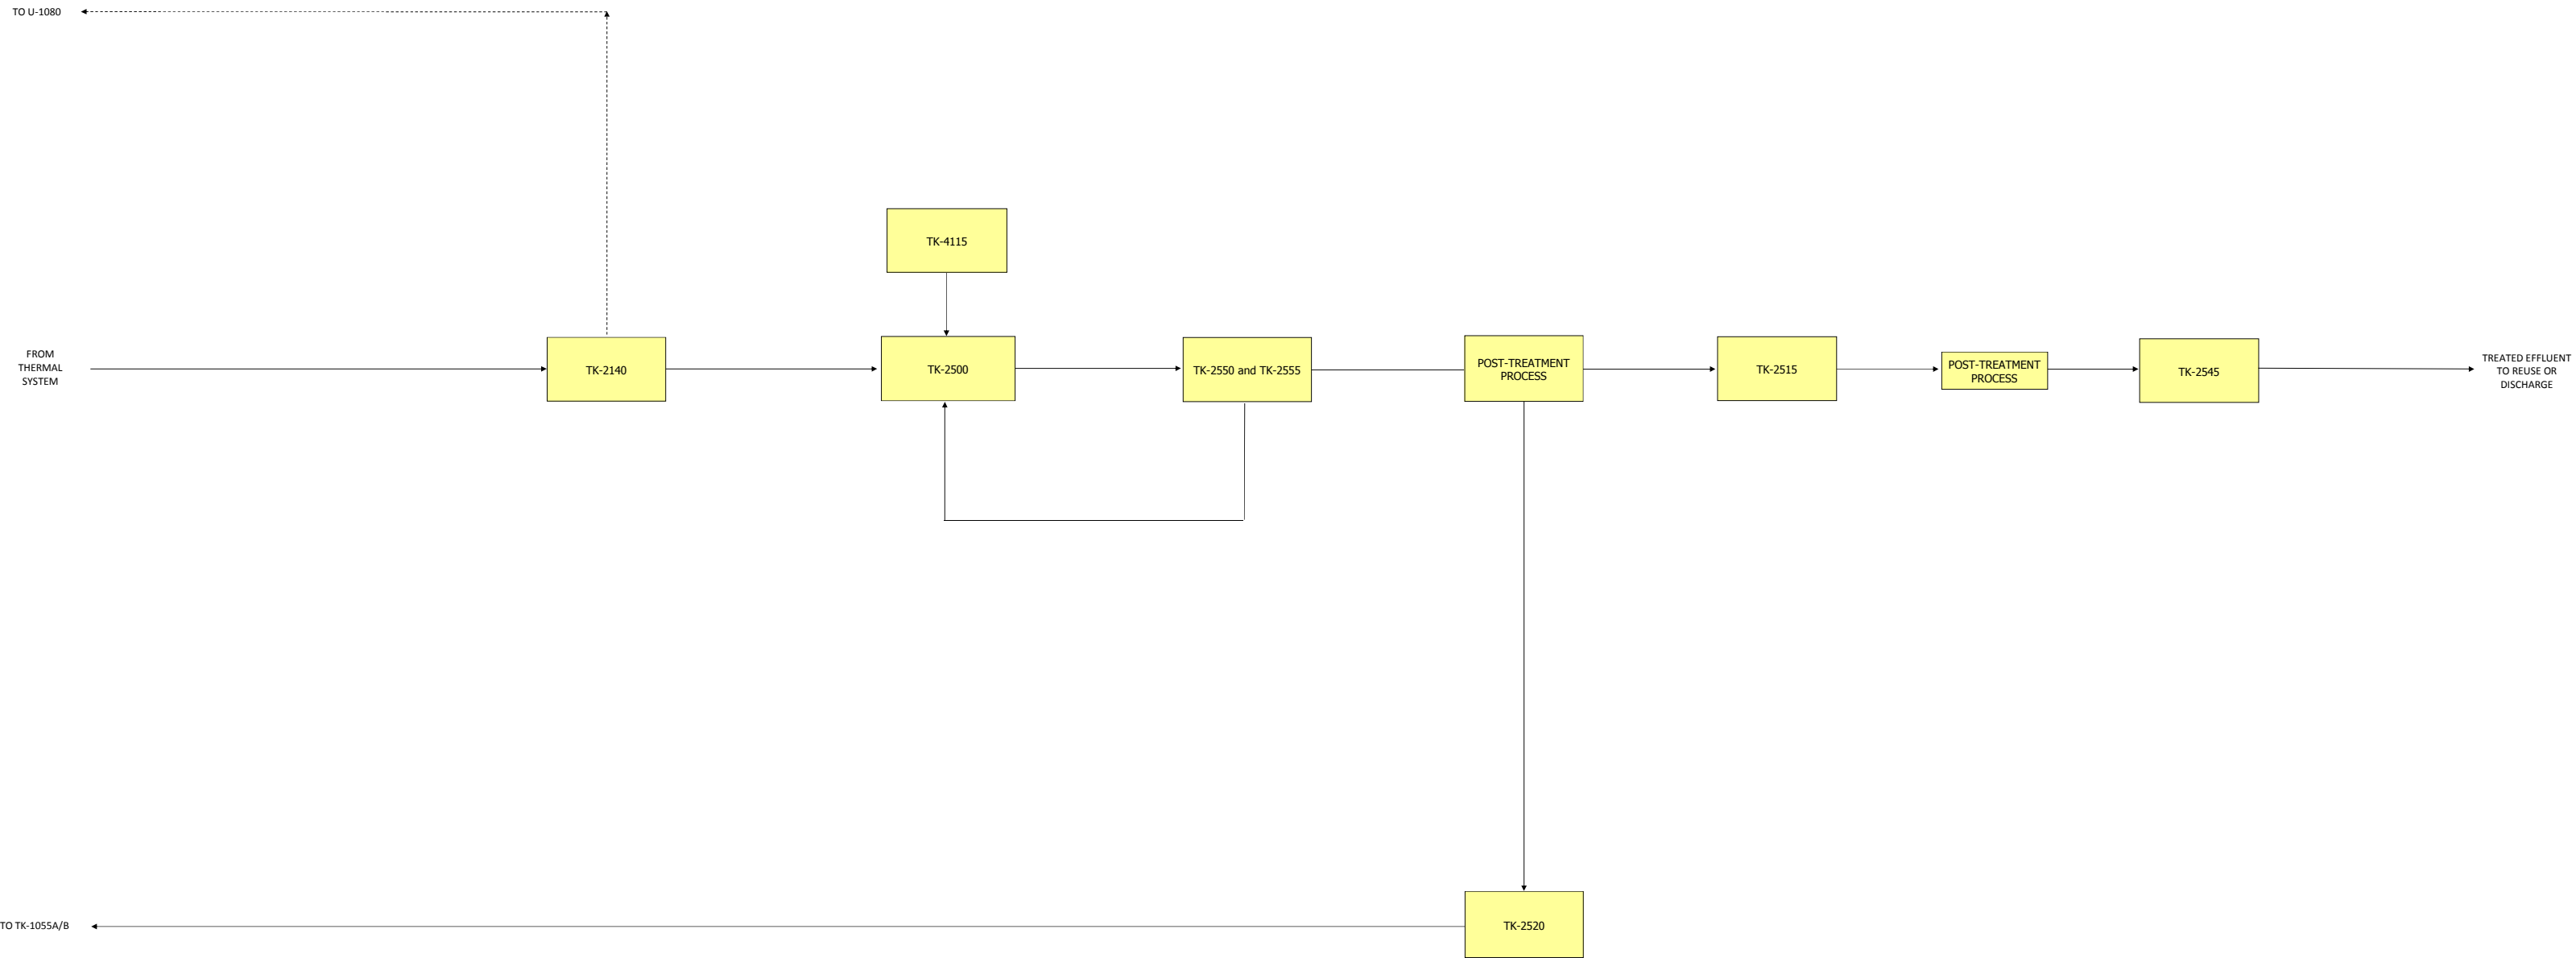 TO U-1080
TK-4115
FROM
THERMAL
SYSTEM
TK-2140
TK-2500
TK-2550 and TK-2555
POST-TREATMENT
PROCESS
TK-2515
POST-TREATMENT
PROCESS
TK-2545
TREATED EFFLUENT
TO REUSE OR
DISCHARGE
TO TK-1055A/B
TK-2520